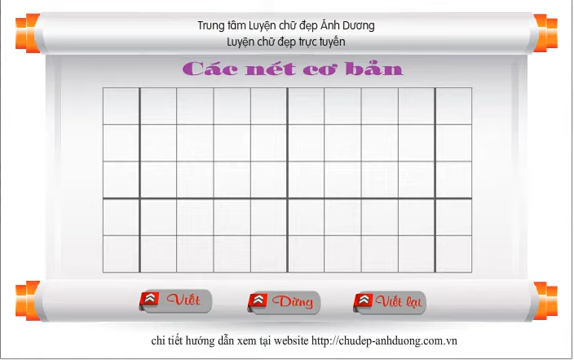 Trung tâm Luyện chữ đẹp Ánh Dương
Luyện chữ đẹp trực tuyến
Các nét cơ bản
Viết
Dừng
Viết lại
chi tiết hướng dẫn xem tại website http://chudep-anhduong.com.vn